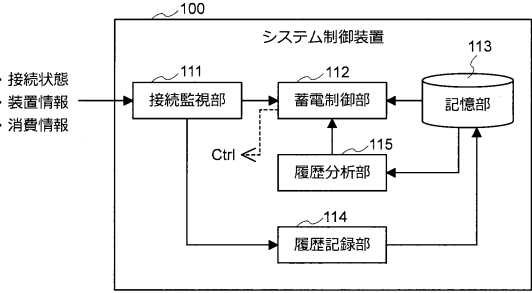 100
システム制御装置
・接続状態
・装置情報
・消費情報
111
接続監視部
112
蓄電制御部
113
記憶部
Ctrl
115
履歴分析部
114
履歴記録部